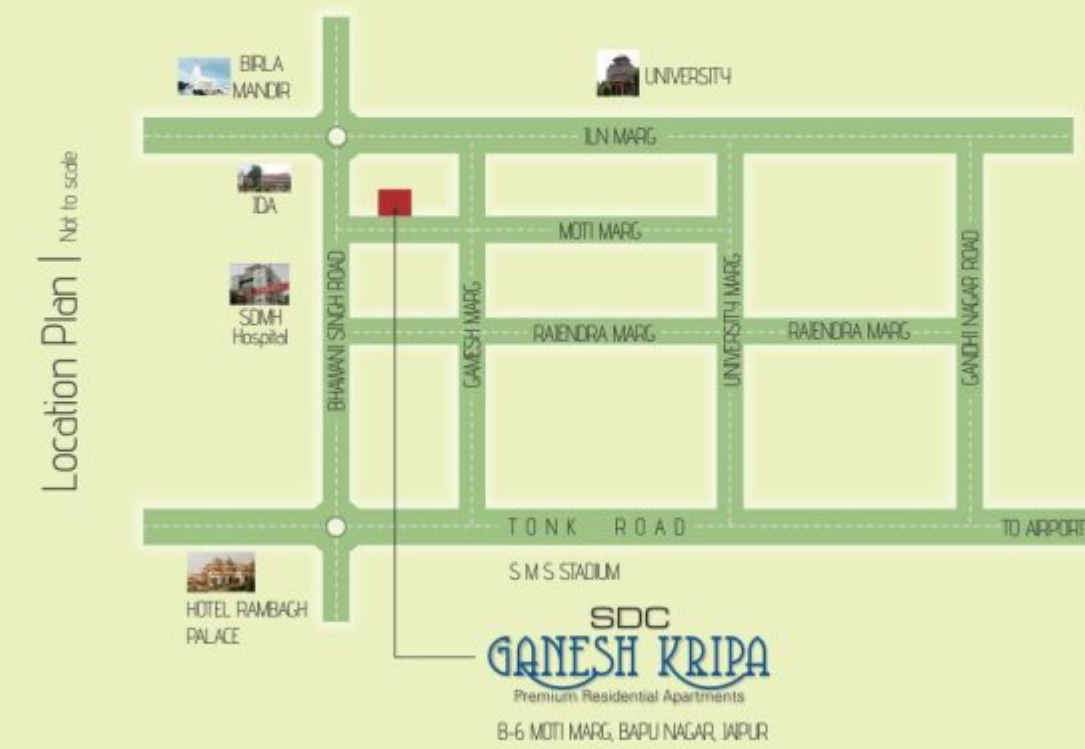 Location Plan | Not to scale
BIRLA
MANDIR
UNIVERSITY
JLN MARG
JDA
MOTI MARG
SDMH
Hospital
BHAWANI SINGH ROAD
GAMESH MARG
RAJENDRA MARG
UNIVERSITY MARG
RAJENDRA MARG
GANDHI NAGAR ROAD
TONK ROAD
TO AIRPORT
S M S STADIUM
HOTEL RAMBAGH
PALACE
SDC
GANESH KRIPA
Premium Residential Apartments
B-6 MOTI MARG, BAPU NAGAR, JAIPUR